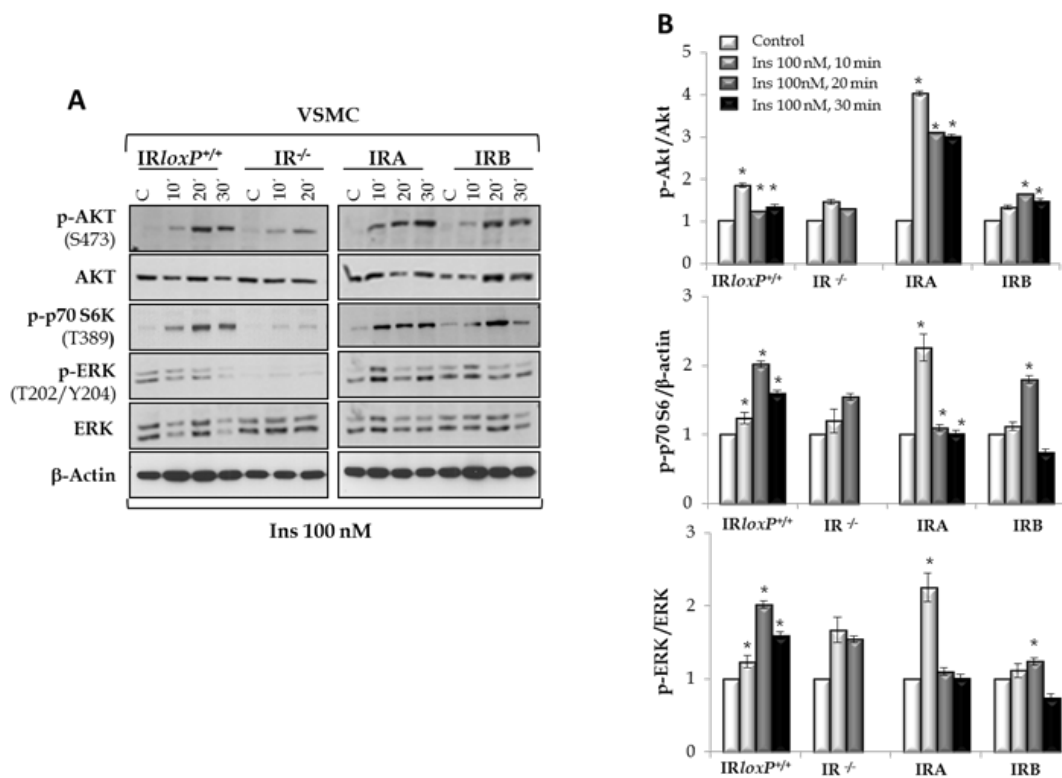 A
VSMC
IRloxP+/+ IR-/- IRA IRB
C 10' 20' 30' C 10' 20' C 10' 20' 30' C 10' 20' 30'
p-AKT
(S473)
AKT
p-p70 S6K
(T389)
p-ERK
(T202/Y204)
ERK
β-Actin
Ins 100 nM
B
Control
Ins 100 nM, 10 min
Ins 100nM, 20 min
Ins 100 nM, 30 min
p-Akt/Akt
5
4
3
2
1
0
* * * * * * * *
IRloxP+/+ IR -/- IRA IRB
p-p70 S6/β-actin
3
2
1
0
* * * * * * *
IRloxP+/+ IR -/- IRA IRB
p-ERK/ERK
3
2
1
0
* * * * *
IRloxP+/+ IR -/- IRA IRB